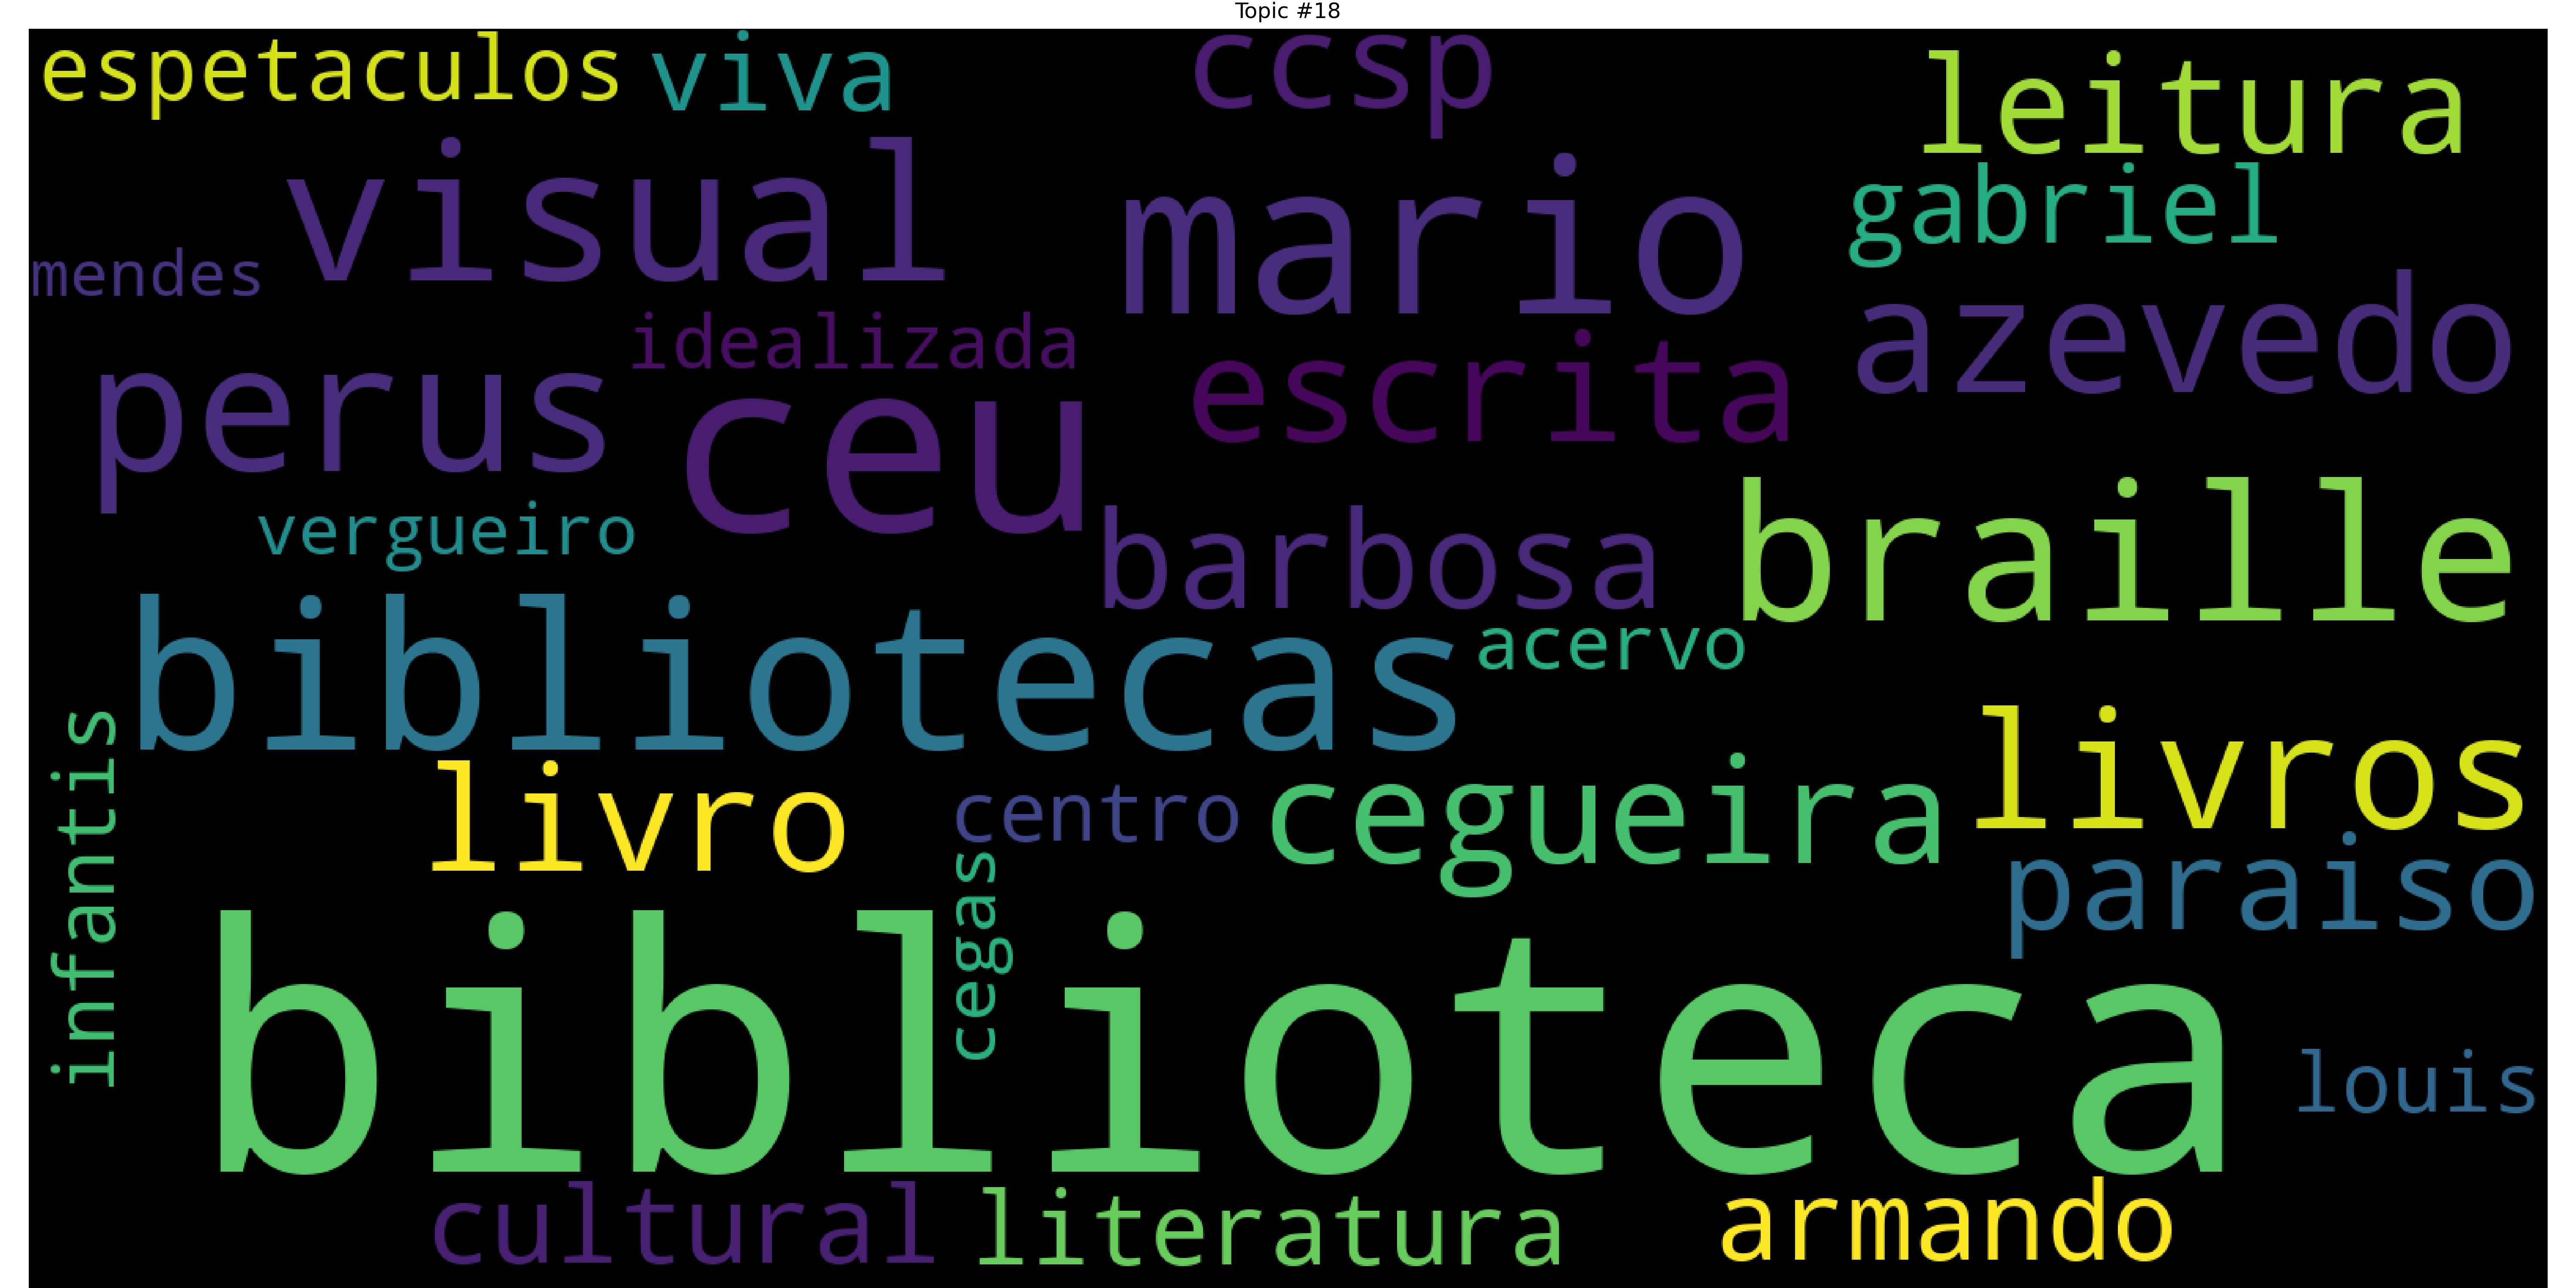 Topic #18
espetaculos
viva
ccsp
leitura
visual
mario
gabriel
mendes
azevedo
idealizada
perus
ceu
escrita
vergueiro
barbosa
braille
bibliotecas
acervo
livros
infantis
livro
centro
cegueira
cegas
paraiso
biblioteca
louis
cultural
literatura
armando